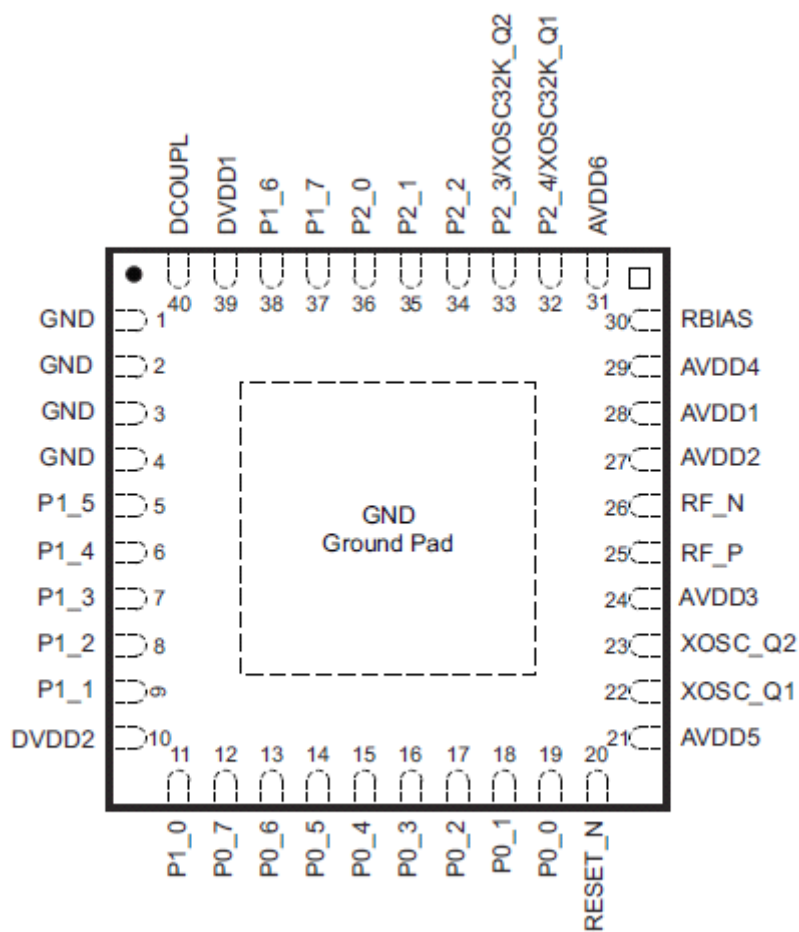 DCOUPL
DVDD1
P1_6
P1_7
P2_0
P2_1
P2_2
P2_3/XOSC32K_Q2
P2_4/XOSC32K_Q1
AVDD6
40 39 38 37 36 35 34 33 32 31
GND 1
30 RBIAS
GND 2
29 AVDD4
GND 3
28 AVDD1
GND 4
27 AVDD2
P1_5 5
26 RF_N
GND
Ground Pad
P1_4 6
25 RF_P
P1_3 7
24 AVDD3
P1_2 8
23 XOSC_Q2
P1_1 9
22 XOSC_Q1
DVDD2 10
21 AVDD5
11 12 13 14 15 16 17 18 19 20
P1_0
P0_7
P0_6
P0_5
P0_4
P0_3
P0_2
P0_1
P0_0
RESET_N